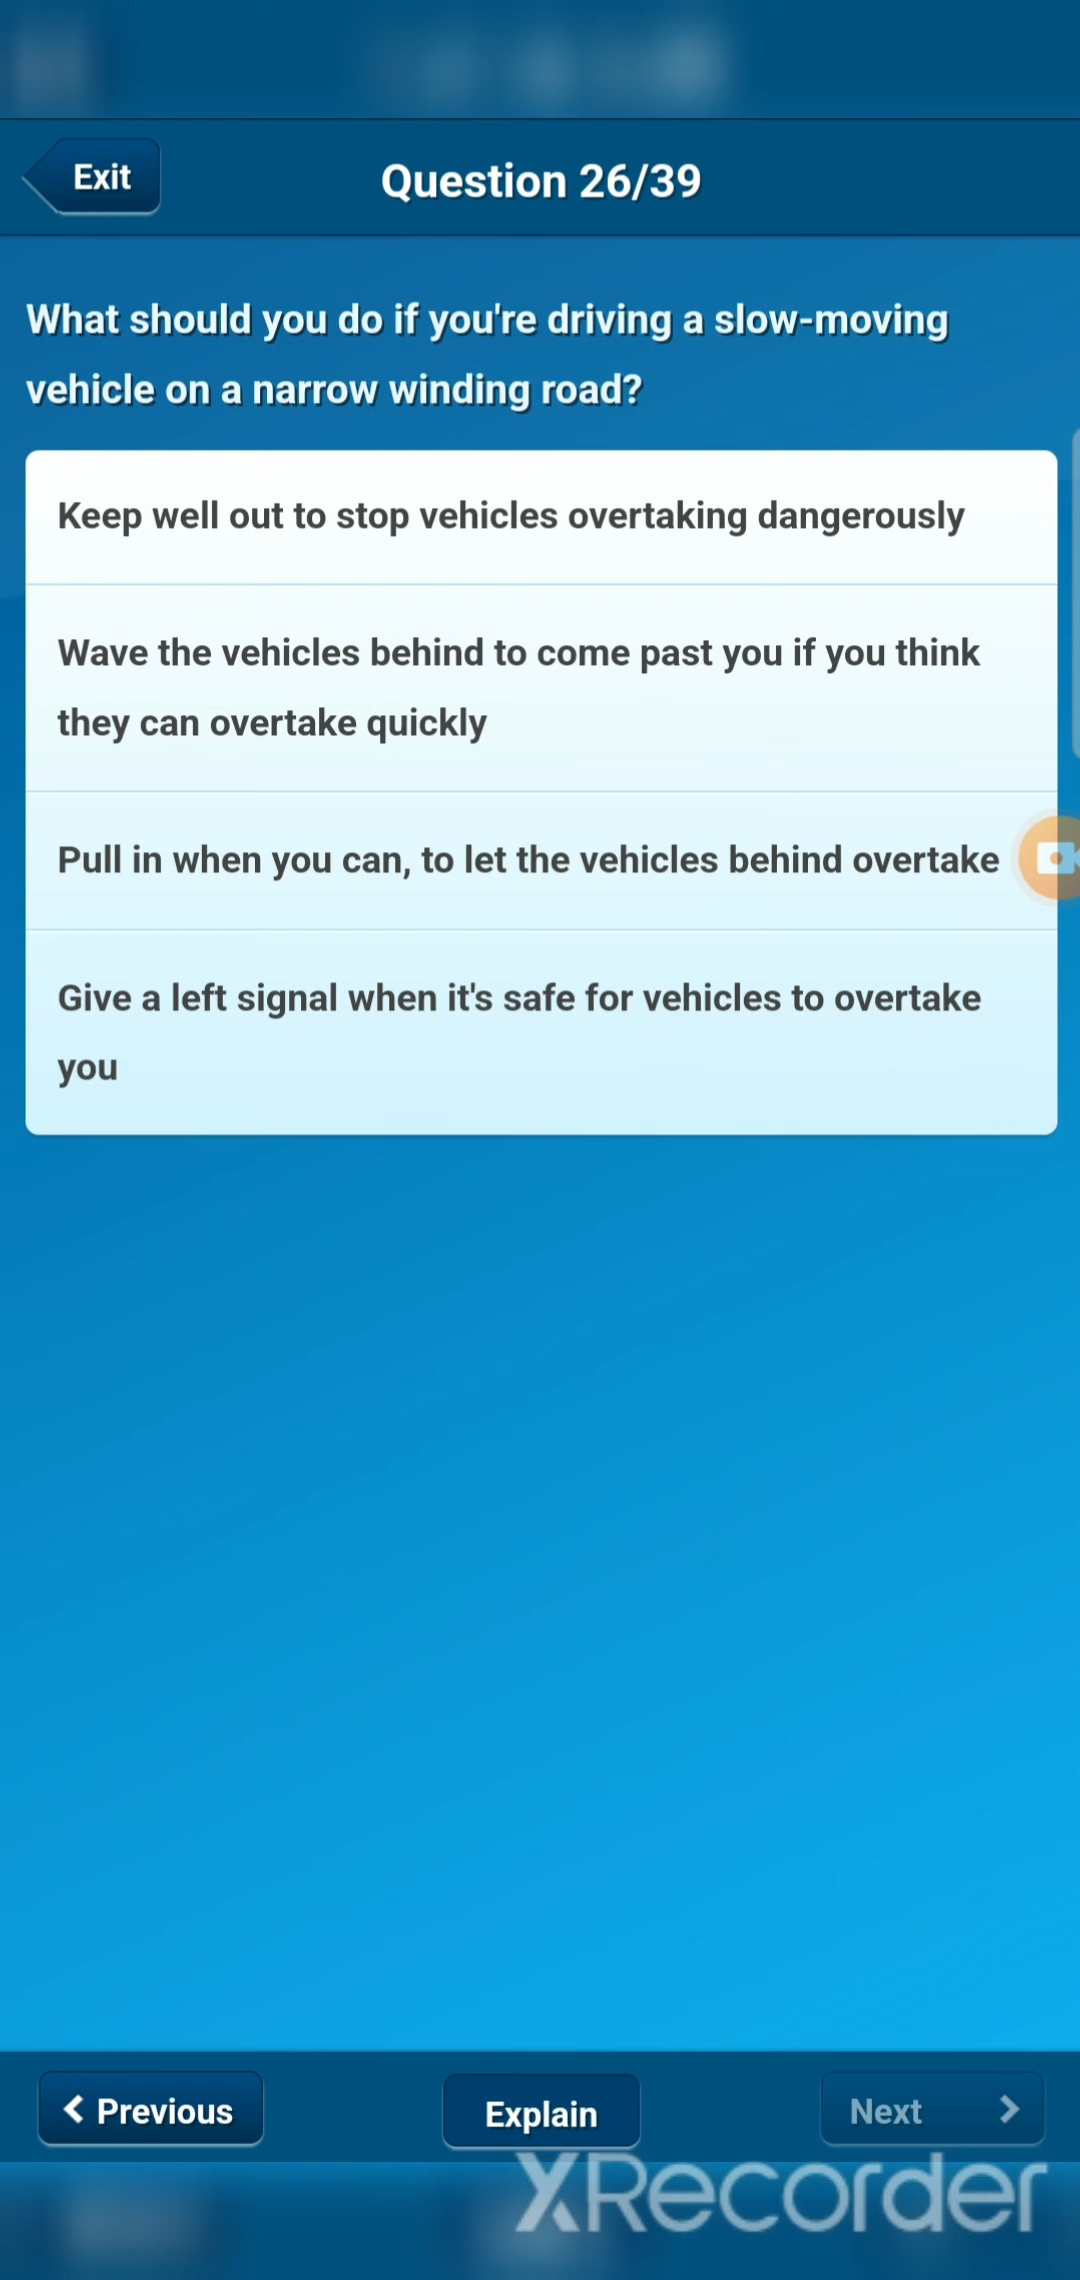 Exit
Question 26/39
What should you do if you're driving a slow-moving
vehicle on a narrow winding road?
Keep well out to stop vehicles overtaking dangerously
Wave the vehicles behind to come past you if you think
they can overtake quickly
Pull in when you can, to let the vehicles behind overtake
Give a left signal when it's safe for vehicles to overtake
you
Previous
Explain
Next
XRecorder